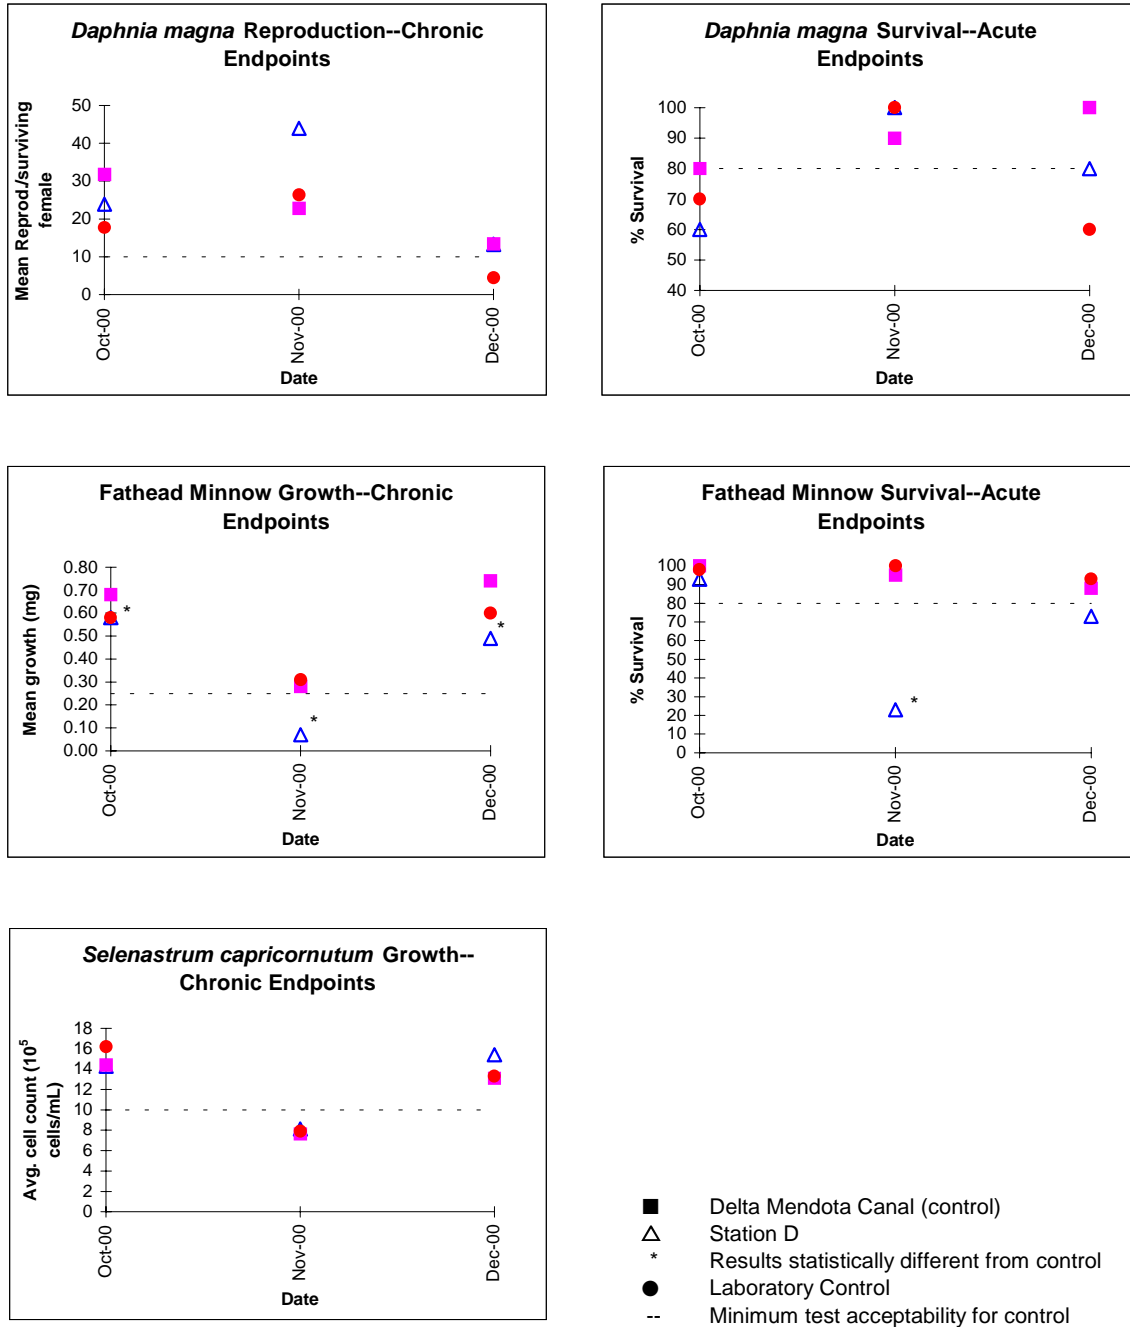 Daphnia magna Reproduction--Chronic
Endpoints
50
40
30
20
10
0
Mean Reprod./surviving
female
Oct-00
Nov-00
Dec-00
Date
Daphnia magna Survival--Acute
Endpoints
100
90
80
70
60
50
40
% Survival
Oct-00
Nov-00
Dec-00
Date
Fathead Minnow Growth--Chronic
Endpoints
0.80
0.70
0.60
0.50
0.40
0.30
0.20
0.10
0.00
Mean growth (mg)
*
*
*
Oct-00
Nov-00
Dec-00
Date
Fathead Minnow Survival--Acute
Endpoints
100
90
80
70
60
50
40
30
20
10
0
% Survival
*
Oct-00
Nov-00
Dec-00
Date
Selenastrum capricornutum Growth--
Chronic Endpoints
18
16
14
12
10
8
6
4
2
0
Avg. cell count (10⁵
cells/mL)
Oct-00
Nov-00
Dec-00
Date
Delta Mendota Canal (control)
Station D
* Results statistically different from control
Laboratory Control
-- Minimum test acceptability for control